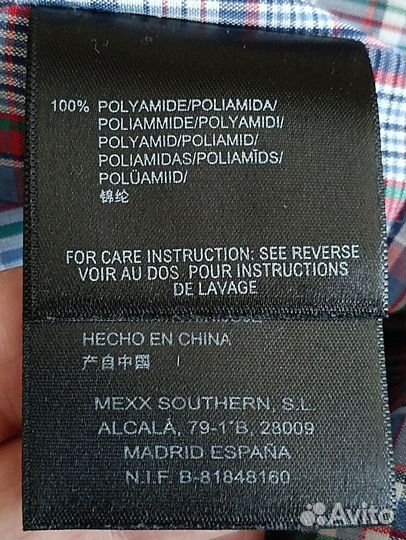 100% POLYAMIDE/POLIAMIDA/
POLIAMMIDE/POLYAMIDI/
POLYAMID/POLIAMID/
POLIAMIDAS/POLIAMĪDS/
POLÜAMIID/
锦纶
FOR CARE INSTRUCTION: SEE REVERSE
VOIR AU DOS POUR INSTRUCTIONS
DE LAVAGE
HECHO EN CHINA
产自中國
MEXX SOUTHERN, S.L.
ALCALÁ, 79-1°B, 28009
MADRID ESPAÑA
N.I.F. B-81848160
Avito